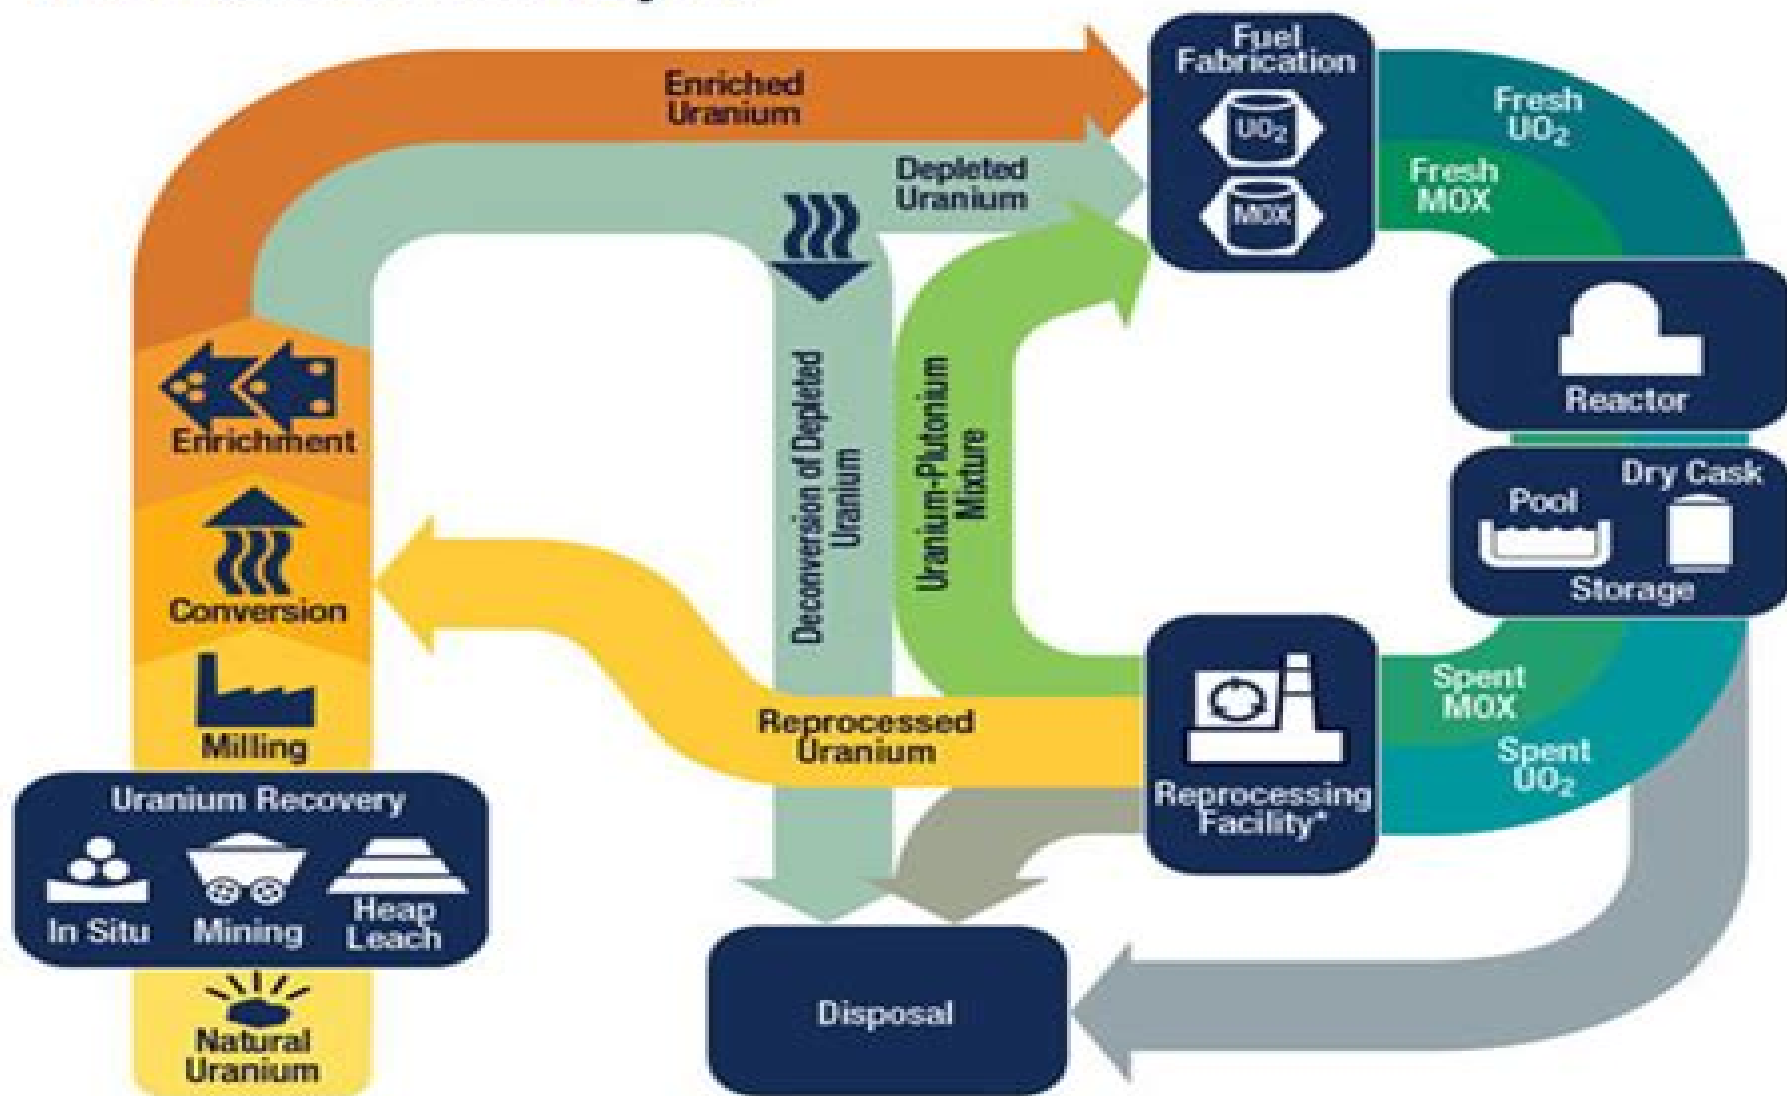 Enriched
Uranium
Depleted
Uranium
Fuel
Fabrication
UO₂
MOX
Fresh
UO₂
Fresh
MOX
Reactor
Dry Cask
Pool
Storage
Enrichment
Conversion
Milling
Deconversion of Depleted
Uranium
Uranium-Plutonium
Mixture
Reprocessed
Uranium
Reprocessing
Facility*
Spent
MOX
Spent
UO₂
Uranium Recovery
In Situ
Mining
Heap
Leach
Natural
Uranium
Disposal